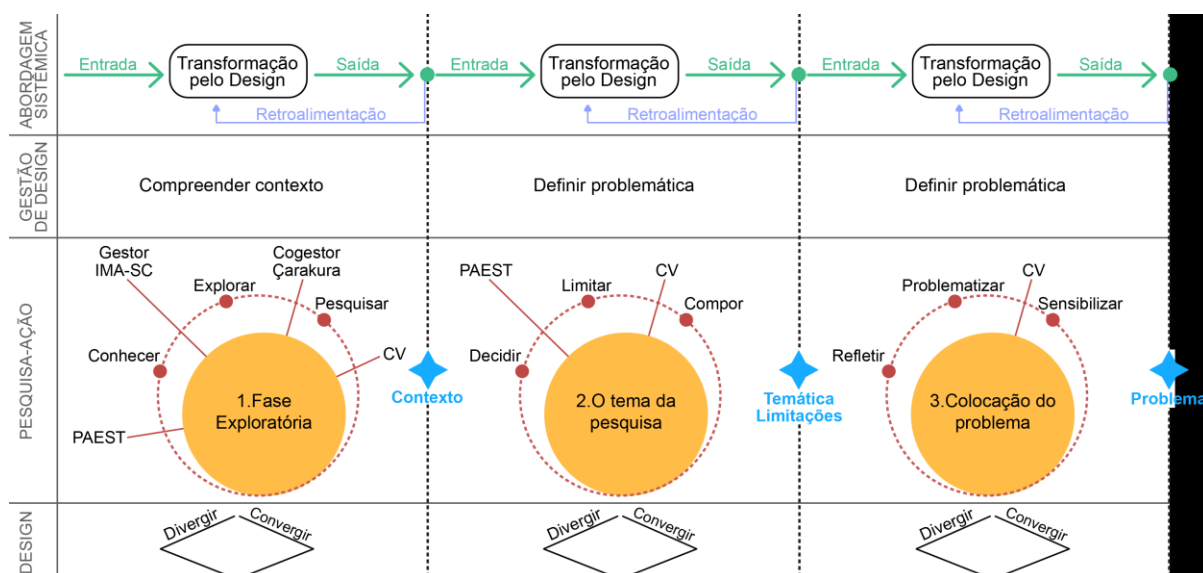 ABORDAGEM
SISTÊMICA
Entrada
Transformação
pelo Design
Saída
Retroalimentação
Entrada
Transformação
pelo Design
Saída
Retroalimentação
Entrada
Transformação
pelo Design
Saída
Retroalimentação
GESTÃO
DE DESIGN
Compreender contexto
Definir problemática
Definir problemática
PESQUISA-AÇÃO
Gestor
IMA-SC
Cogestor
Çarakura
Explorar
Pesquisar
Conhecer
CV
PAEST
1.Fase
Exploratória
Contexto
PAEST
CV
Limitar
Compor
Decidir
2.O tema da
pesquisa
Temática
Limitações
CV
Problematizar
Sensibilizar
Refletir
3.Colocação do
problema
Problema
DESIGN
Divergir
Convergir
Divergir
Convergir
Divergir
Convergir